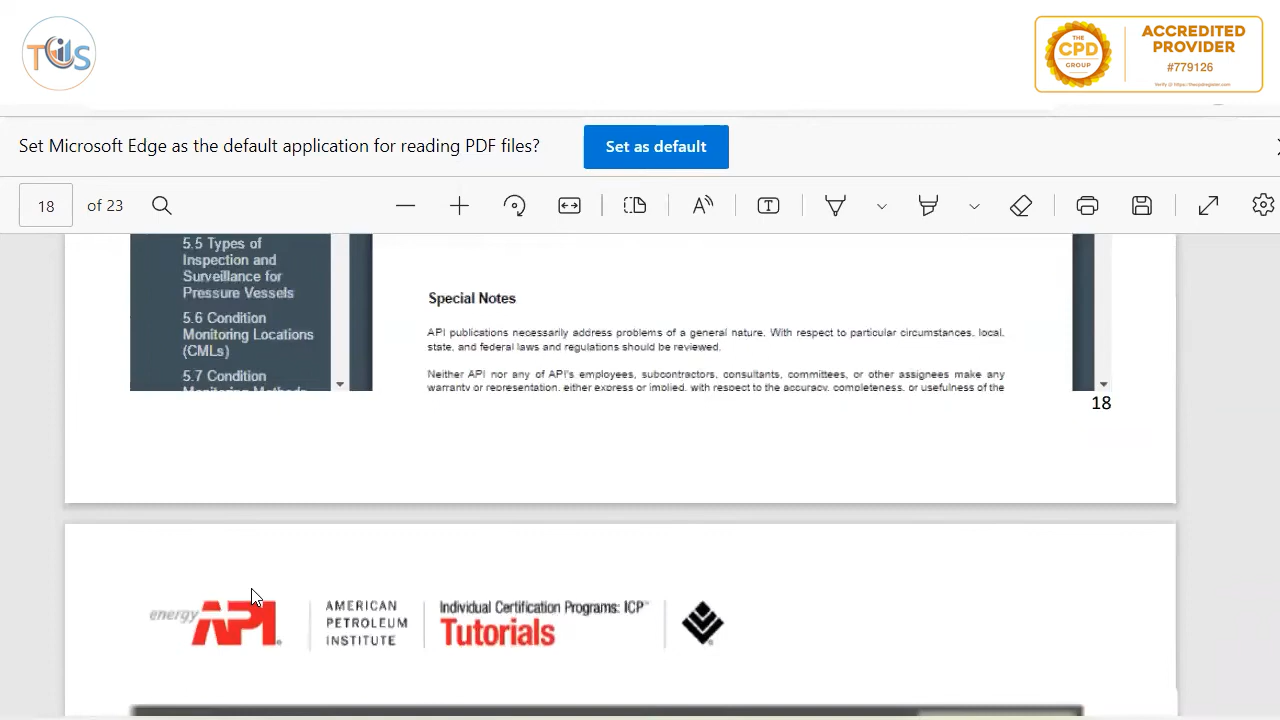 TCILS
THE
CPD
GROUP
ACCREDITED
PROVIDER
#779126
Set Microsoft Edge as the default application for reading PDF files?
Set as default
18
of 23
5.5 Types of
Inspection and
Surveillance for
Pressure Vessels
5.6 Condition
Monitoring Locations
(CMLs)
5.7 Condition
Monitoring Methods
Special Notes
API publications necessarily address problems of a general nature. With respect to particular circumstances, local,
state, and federal laws and regulations should be reviewed.
Neither API nor any of API's employees, subcontractors, consultants, committees, or other assignees make any
warranty or representation, either express or implied, with respect to the accuracy, completeness, or usefulness of the
18
energy API
AMERICAN
PETROLEUM
INSTITUTE
Individual Certification Programs: ICP™
Tutorials